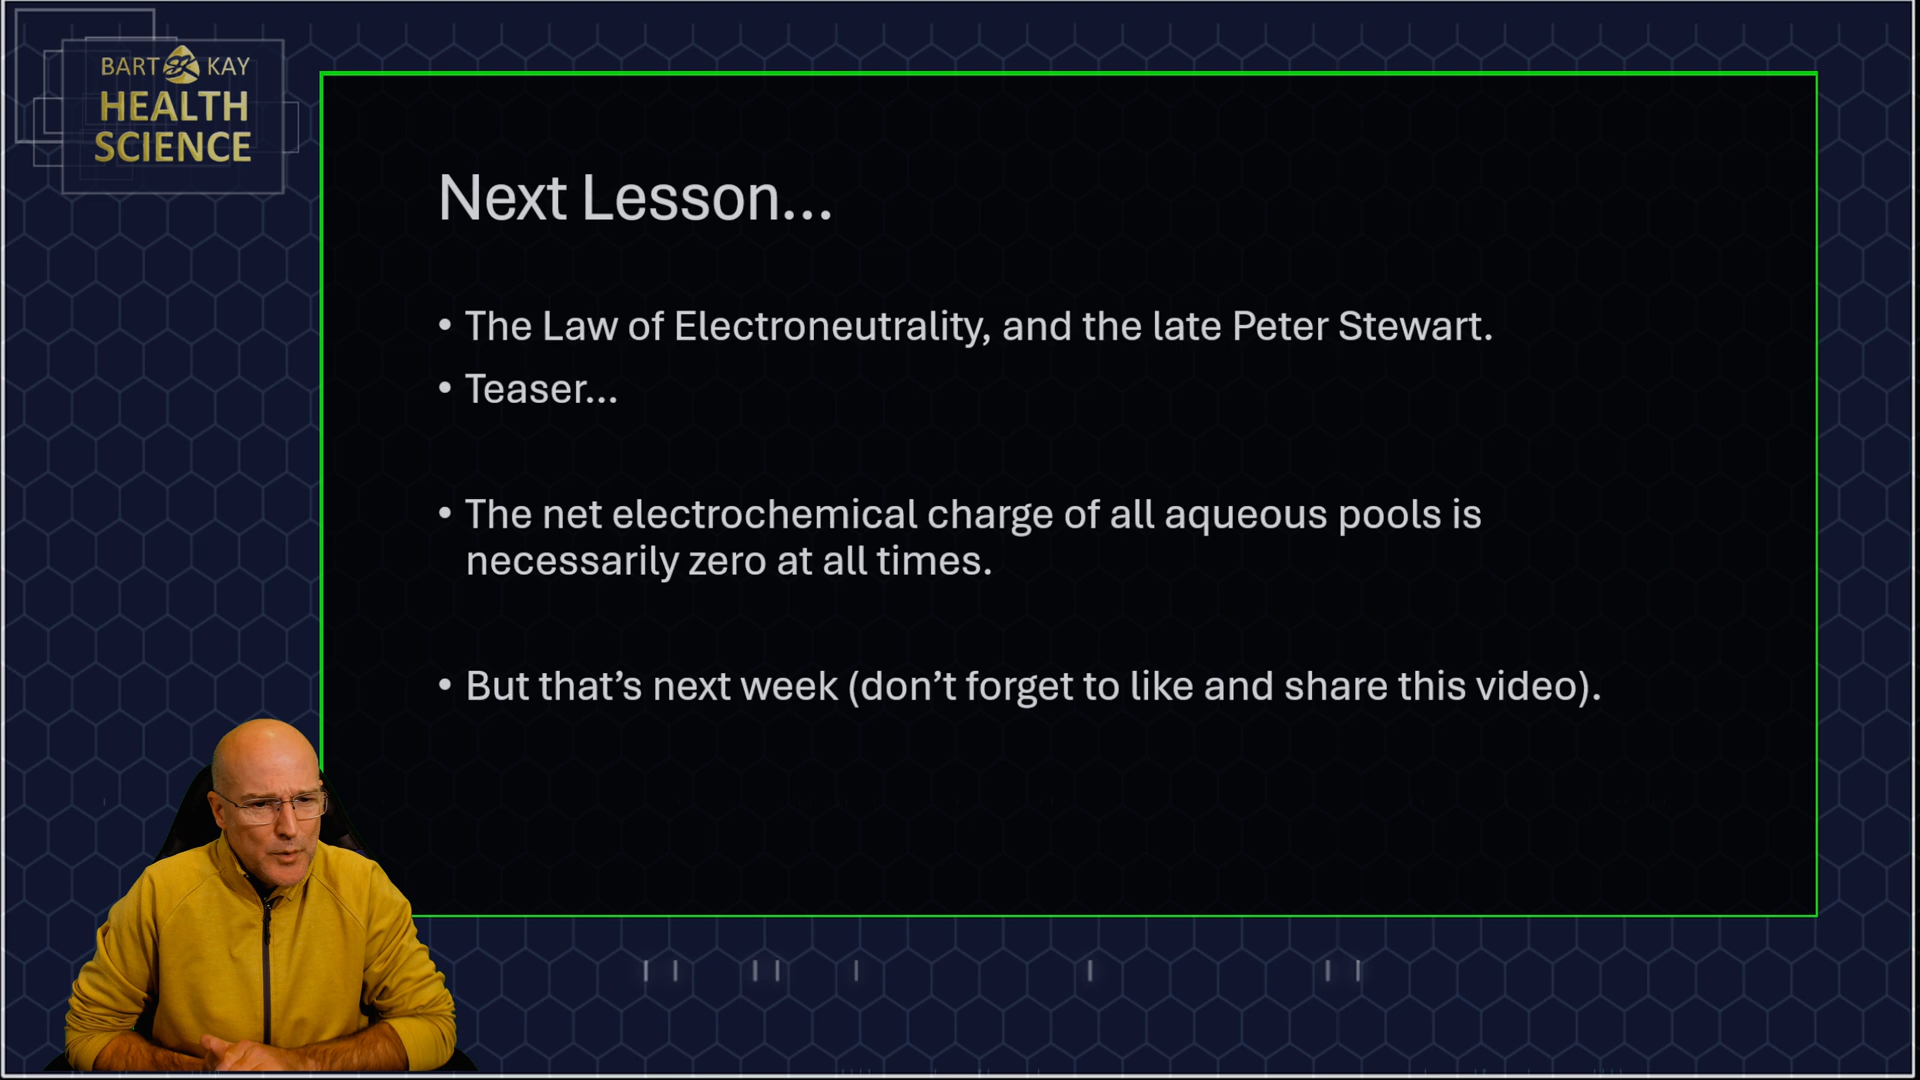 BART KAY
HEALTH
SCIENCE
Next Lesson...
• The Law of Electroneutrality, and the late Peter Stewart.
• Teaser...
• The net electrochemical charge of all aqueous pools is
necessarily zero at all times.
• But that’s next week (don’t forget to like and share this video).